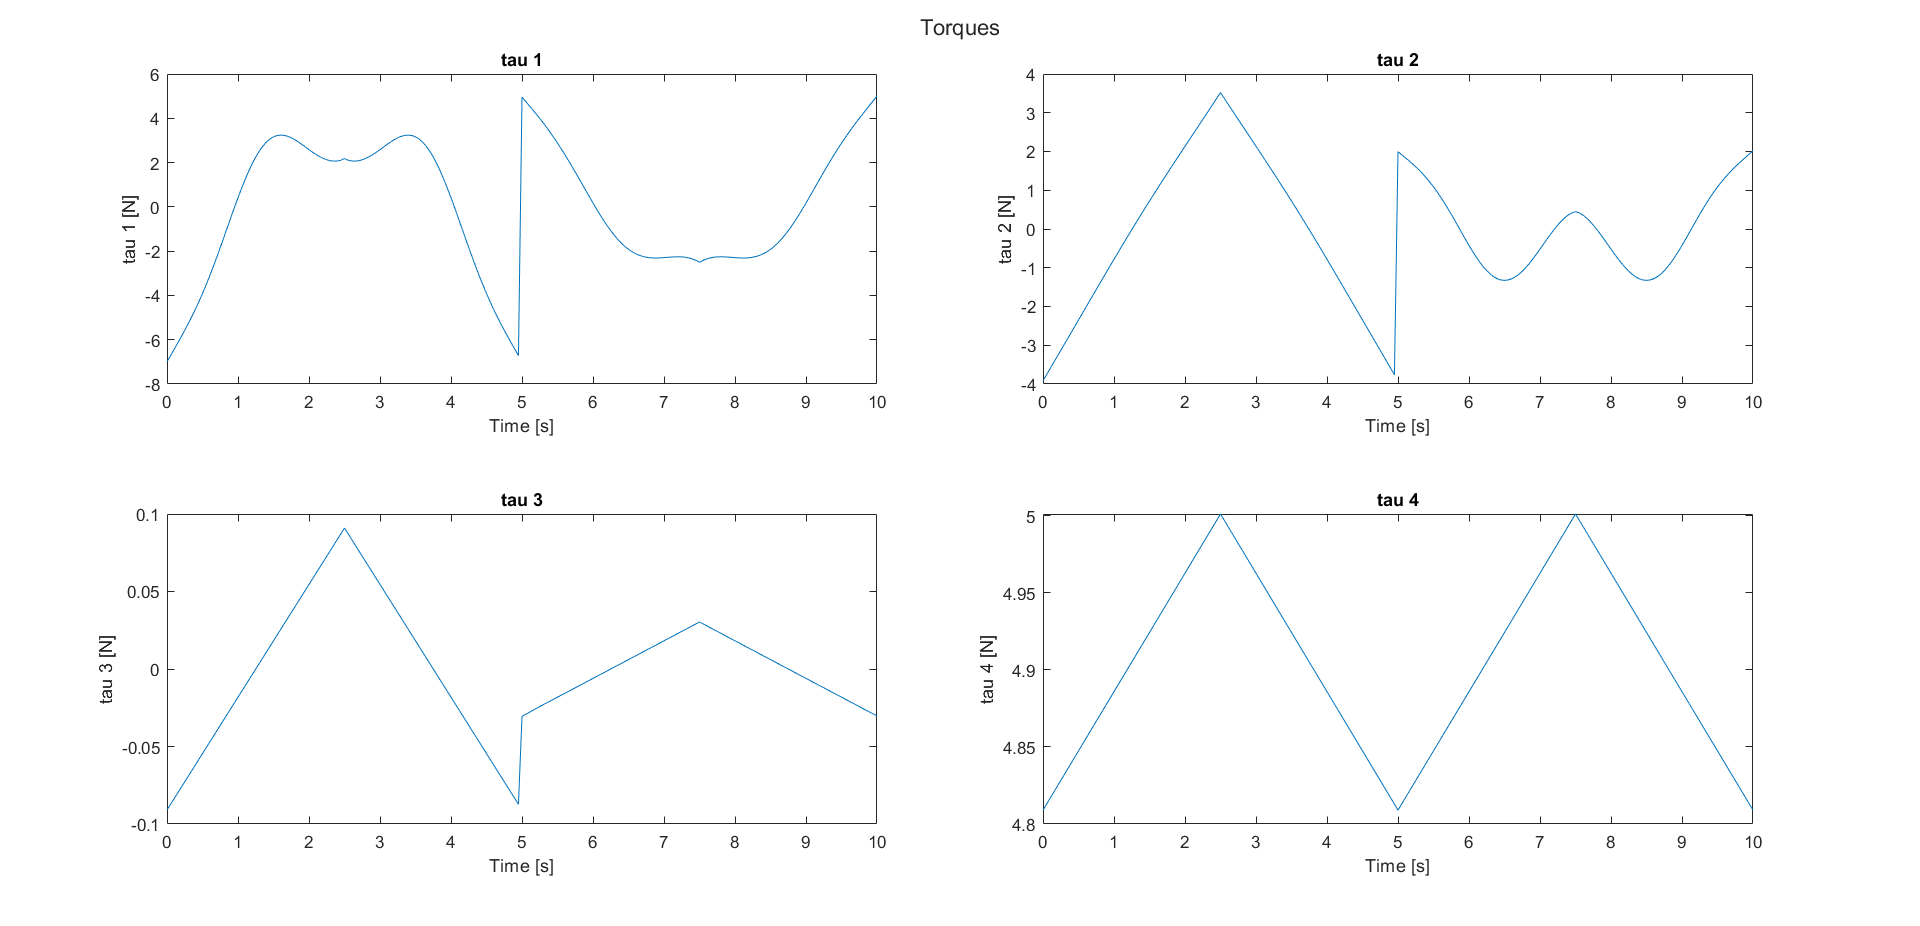 Torques
tau 1
tau 1 [N]
6
4
2
0
-2
-4
-6
-8
0 1 2 3 4 5 6 7 8 9 10
Time [s]
tau 2
tau 2 [N]
4
3
2
1
0
-1
-2
-3
-4
0 1 2 3 4 5 6 7 8 9 10
Time [s]
tau 3
tau 3 [N]
0.1
0.05
0
-0.05
-0.1
0 1 2 3 4 5 6 7 8 9 10
Time [s]
tau 4
tau 4 [N]
5
4.95
4.9
4.85
4.8
0 1 2 3 4 5 6 7 8 9 10
Time [s]